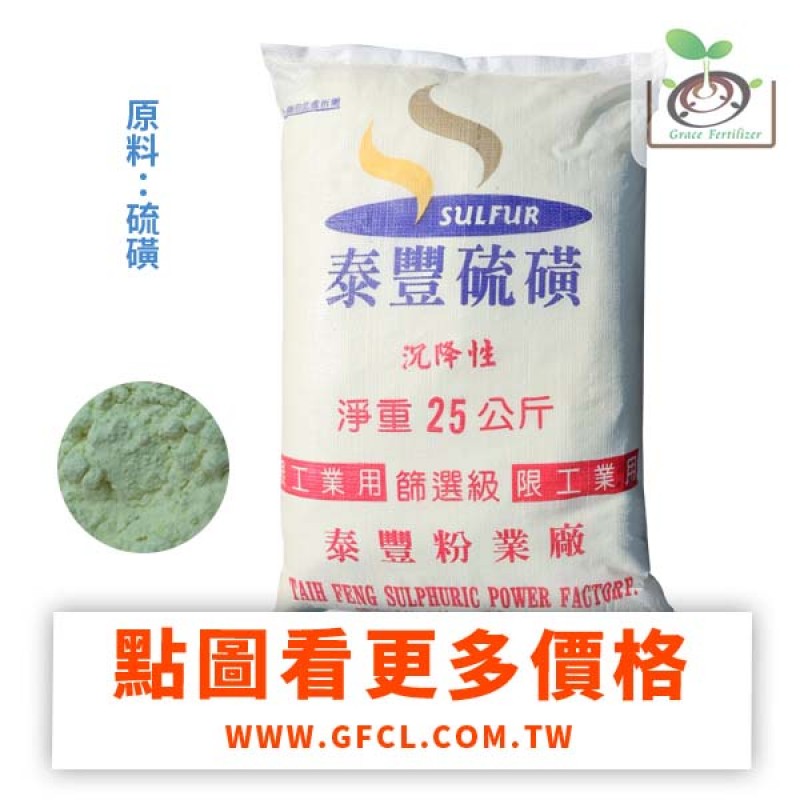 原料：硫磺
Grace Fertilizer
SULFUR
泰豐硫磺
沉降性
淨重 25 公斤
工業用 篩選級 限工業用
泰豐粉業廠
TAIH FENG SULPHURIC POWER FACTORY.
點圖看更多價格
WWW.GFCL.COM.TW